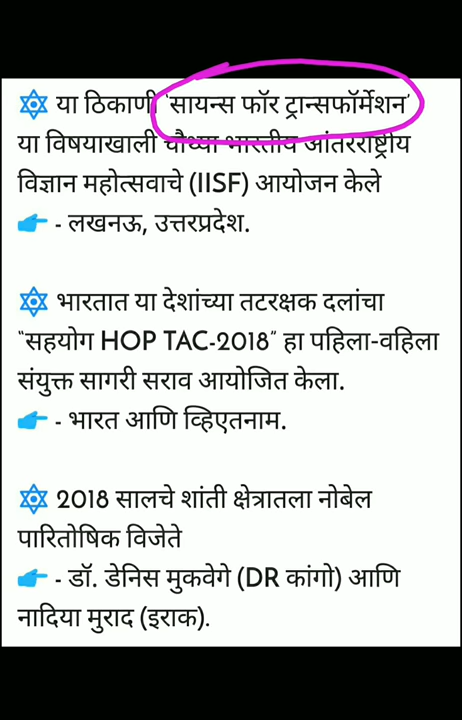 या ठिकाणी 'सायन्स फॉर ट्रान्सफॉर्मेशन'
या विषयाखाली चौथ्या भारतीय आंतरराष्ट्रीय
विज्ञान महोत्सवाचे (IISF) आयोजन केले
- लखनऊ, उत्तरप्रदेश.
भारतात या देशांच्या तटरक्षक दलांचा
"सहयोग HOP TAC-2018" हा पहिला-वहिला
संयुक्त सागरी सराव आयोजित केला.
- भारत आणि व्हिएतनाम.
2018 सालचे शांती क्षेत्रातला नोबेल
पारितोषिक विजेते
- डॉ. डेनिस मुकवेगे (DR कांगो) आणि
नादिया मुराद (इराक).